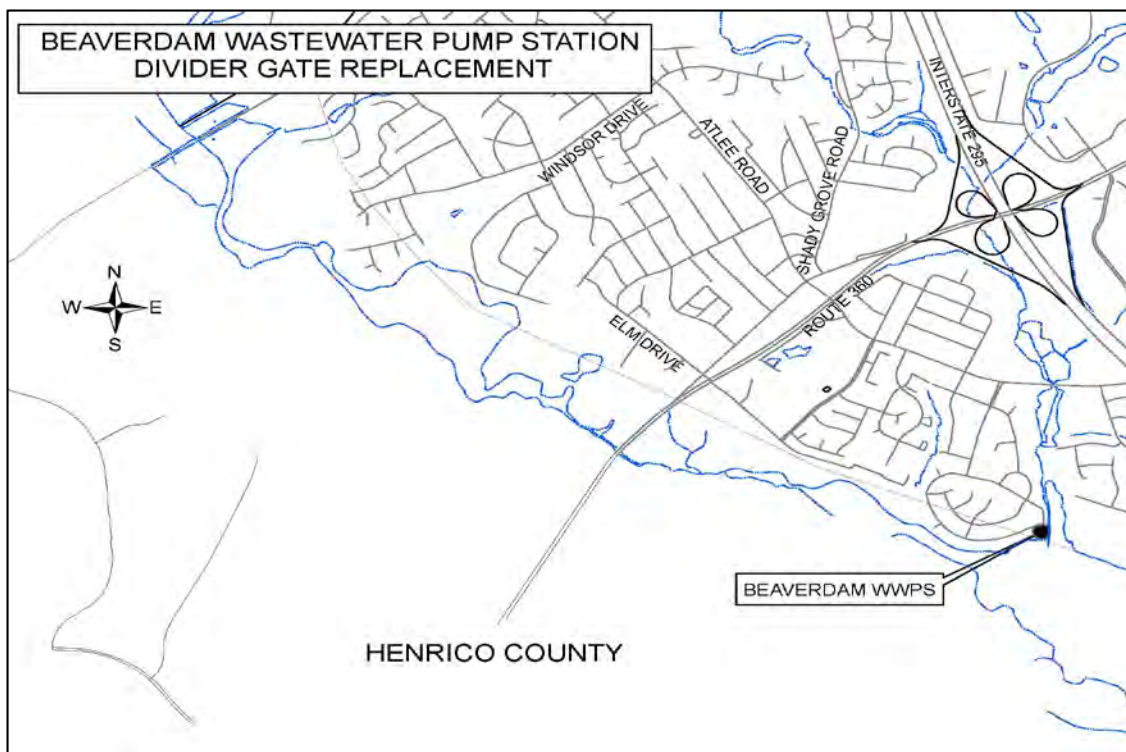 BEAVERDAM WASTEWATER PUMP STATION
DIVIDER GATE REPLACEMENT
INTERSTATE 295
WINDSOR DRIVE
ATLEE ROAD
SHADY GROVE ROAD
N
W E
S
ROUTE 360
ELM DRIVE
BEAVERDAM WWPS
HENRICO COUNTY